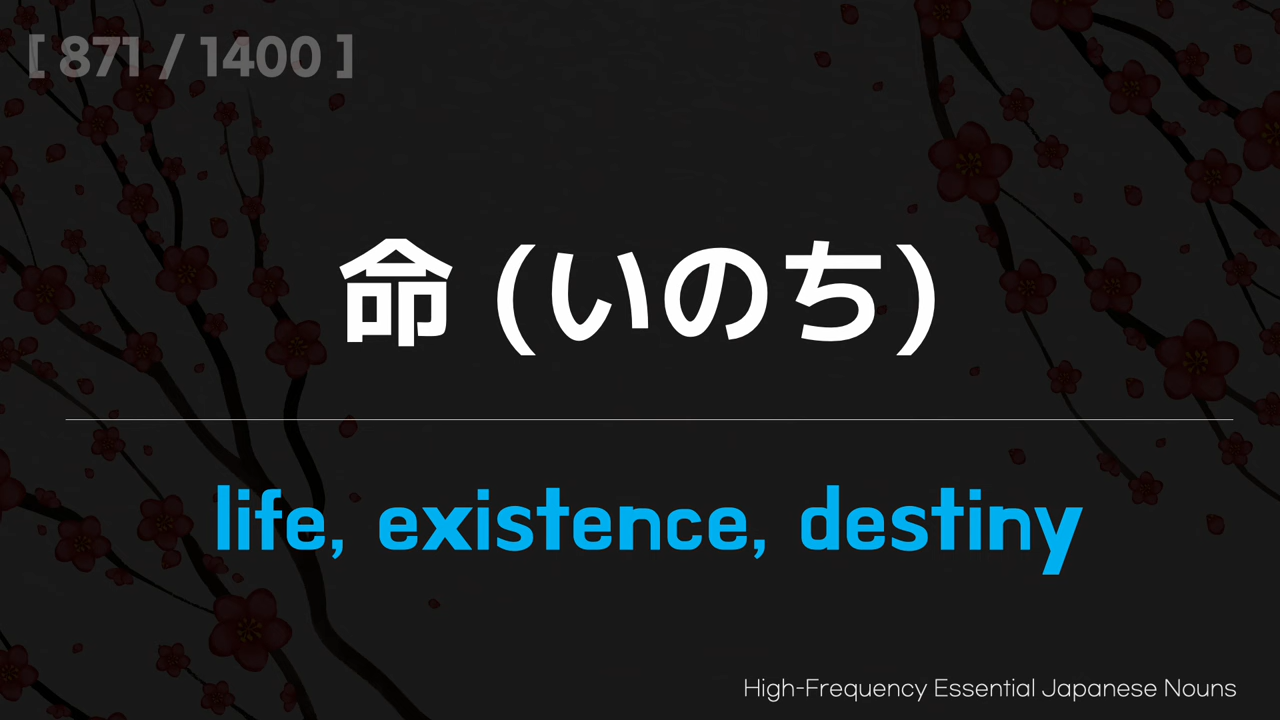 [ 871 / 1400 ]
命 (いのち)
life, existence, destiny
High-Frequency Essential Japanese Nouns